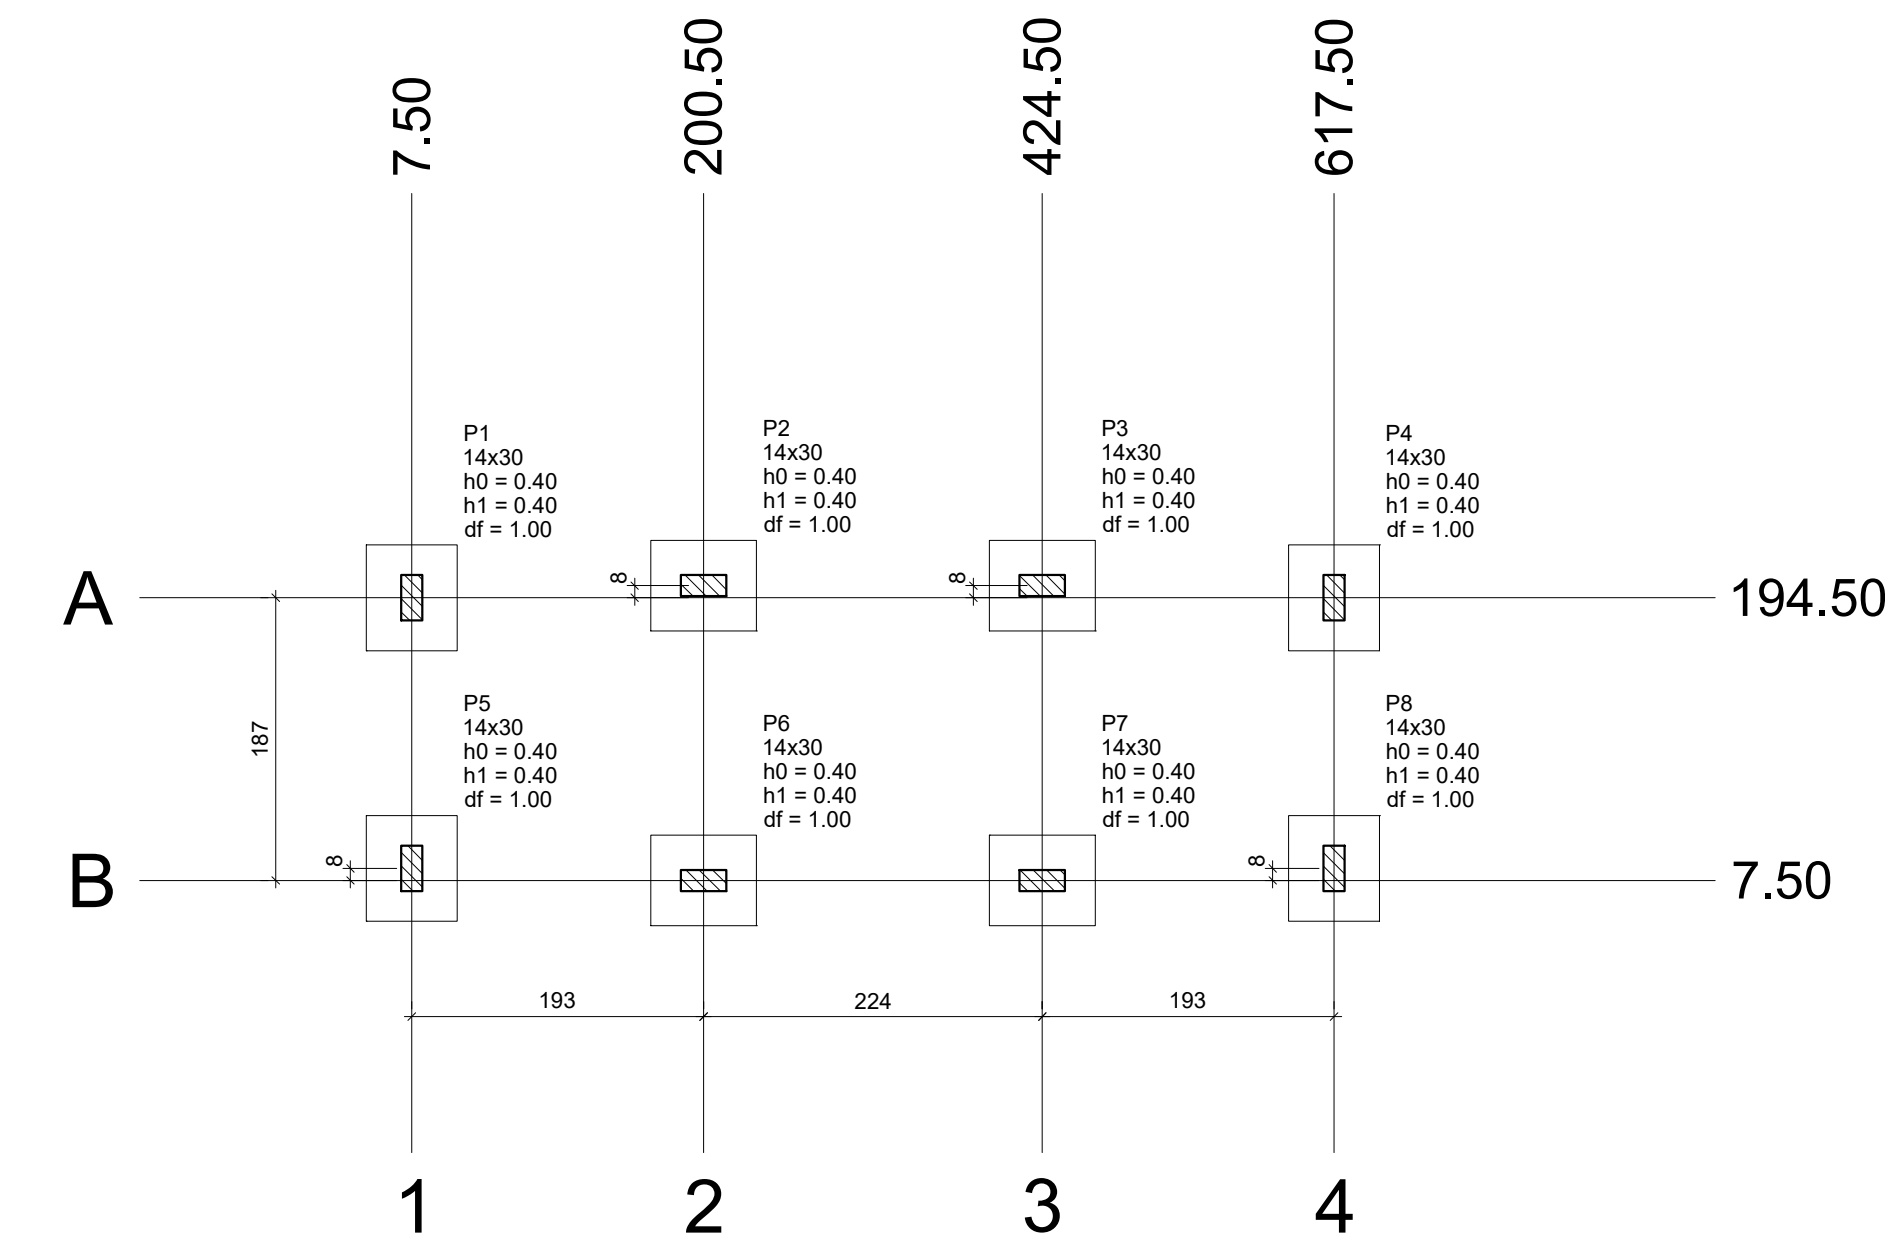 7.50
200.50
424.50
617.50
P1
14x30
h0 = 0.40
h1 = 0.40
df = 1.00
P2
14x30
h0 = 0.40
h1 = 0.40
df = 1.00
P3
14x30
h0 = 0.40
h1 = 0.40
df = 1.00
P4
14x30
h0 = 0.40
h1 = 0.40
df = 1.00
A
8
8
194.50
187
P5
14x30
h0 = 0.40
h1 = 0.40
df = 1.00
P6
14x30
h0 = 0.40
h1 = 0.40
df = 1.00
P7
14x30
h0 = 0.40
h1 = 0.40
df = 1.00
P8
14x30
h0 = 0.40
h1 = 0.40
df = 1.00
B
8
8
7.50
193
224
193
1
2
3
4